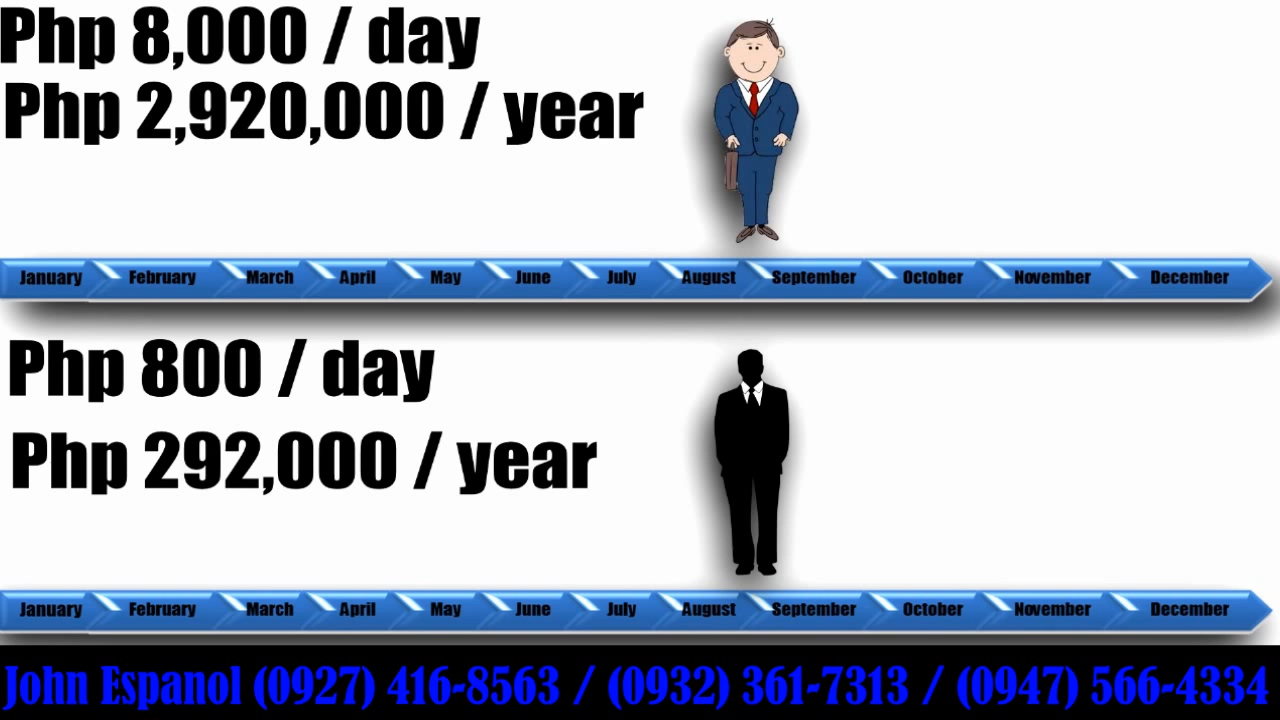 Php 8,000 / day
Php 2,920,000 / year
January February March April May June July August September October November December
Php 800 / day
Php 292,000 / year
January February March April May June July August September October November December
John Espanol (0927) 416-8563 / (0932) 361-7313 / (0947) 566-4334